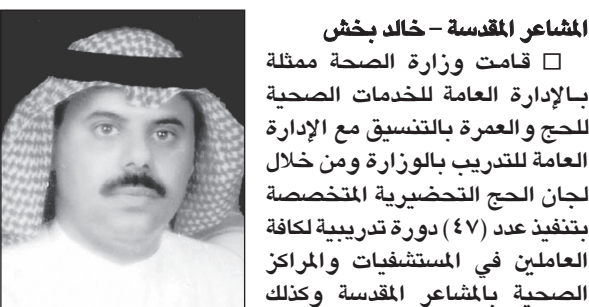 المشاعر المقدسة – خالد بخش
□ قامت وزارة الصحة ممثلة
بالإدارة العامة للخدمات الصحية
للحج والعمرة بالتنسيق مع الإدارة
العامة للتدريب بالوزارة ومن خلال
لجان الحج التحضيرية المتخصصة
بتنفيذ عدد (٤٧) دورة تدريبية لكافة
العاملين في المستشفيات والمراكز
الصحية بالمشاعر المقدسة وكذلك